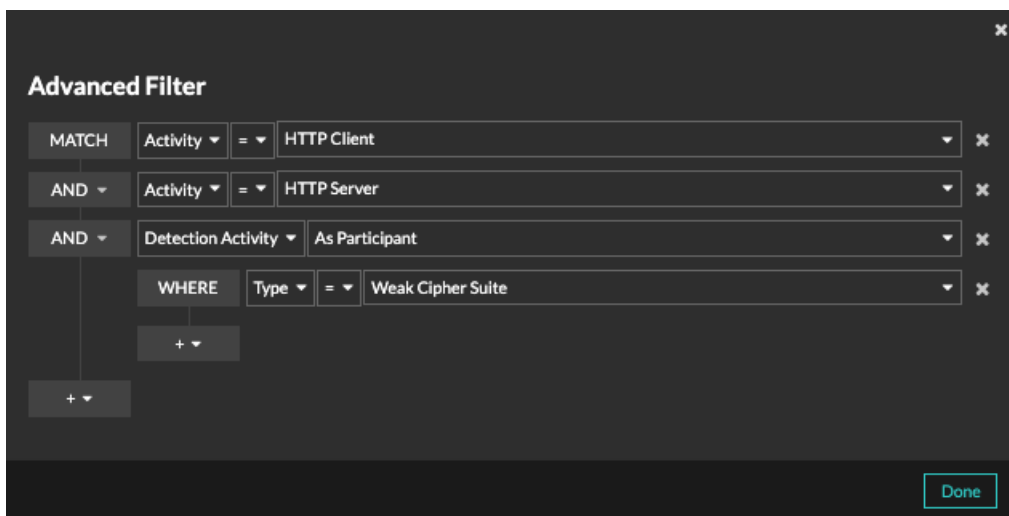 Advanced Filter
MATCH Activity = HTTP Client
AND Activity = HTTP Server
AND Detection Activity As Participant
WHERE Type = Weak Cipher Suite
+
+
Done